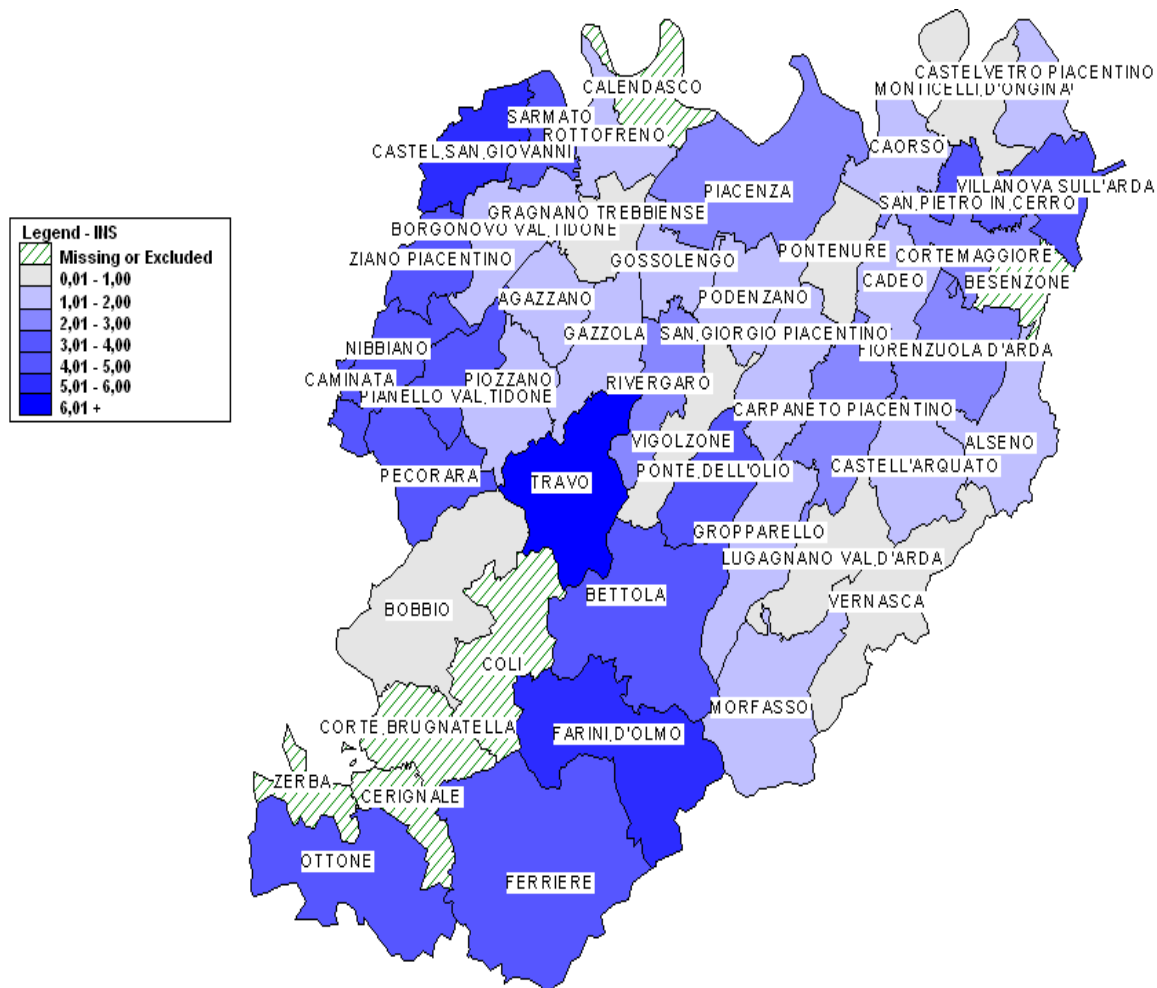 CASTELVETRO PIACENTINO
CALENDASCO
MONTICELLI,D'ONGINA
SARMATO
ROTTOFRENO
CAORSO
CASTEL,SAN,GIOVANNI
PIACENZA
VILLANOVA SULL'ARDA
SAN,PIETRO IN,CERRO
GRAGNANO TREBBIENSE
BORGONOVO VAL,TIDONE
Legend - INS
Missing or Excluded
0,01 - 1,00
1,01 - 2,00
2,01 - 3,00
3,01 - 4,00
4,01 - 5,00
5,01 - 6,00
6,01 +
ZIANO PIACENTINO
GOSSOLENGO
PONTENURE
CORTEMAGGIORE
CADEO
BESENZONE
AGAZZANO
PODENZANO
GAZZOLA
SAN,GIORGIO PIACENTINO
NIBBIANO
FIORENZUOLA D'ARDA
CAMINATA
PIOZZANO
RIVERGARO
PIANELLO VAL,TIDONE
CARPANETO PIACENTINO
VIGOLZONE
ALSENO
PECORARA
TRAVO
PONTE,DELL'OLIO
CASTELL'ARQUATO
GROPPARELLO
LUGAGNANO VAL,D'ARDA
BETTOLA
VERNASCA
BOBBIO
COLI
MORFASSO
CORTE,BRUGNATELLA
FARINI,D'OLMO
ZERBA
CERIGNALE
OTTONE
FERRIERE